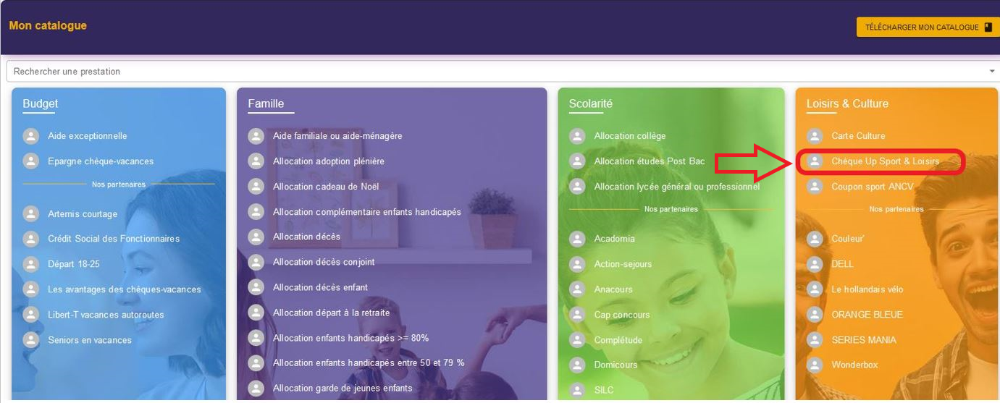 Mon catalogue
TÉLÉCHARGER MON CATALOGUE
Rechercher une prestation
Budget
Aide exceptionnelle
Epargne chèque-vacances
Nos partenaires
Artemis courtage
Crédit Social des Fonctionnaires
Départ 18-25
Les avantages des chèques-vacances
Libert-T vacances autoroutes
Seniors en vacances
Famille
Aide familiale ou aide-ménagère
Allocation adoption plénière
Allocation cadeau de Noël
Allocation complémentaire enfants handicapés
Allocation décès
Allocation décès conjoint
Allocation décès enfant
Allocation départ à la retraite
Allocation enfants handicapés >= 80%
Allocation enfants handicapés entre 50 et 79 %
Allocation garde de jeunes enfants
Scolarité
Allocation collège
Allocation études Post Bac
Allocation lycée général ou professionnel
Nos partenaires
Acadomia
Action-sejours
Anacours
Cap concours
Complétude
Domicours
SILC
Loisirs & Culture
Carte Culture
Chèque Up Sport & Loisirs
Coupon sport ANCV
Nos partenaires
Couleur'
DELL
Le hollandais vélo
ORANGE BLEUE
SERIES MANIA
Wonderbox